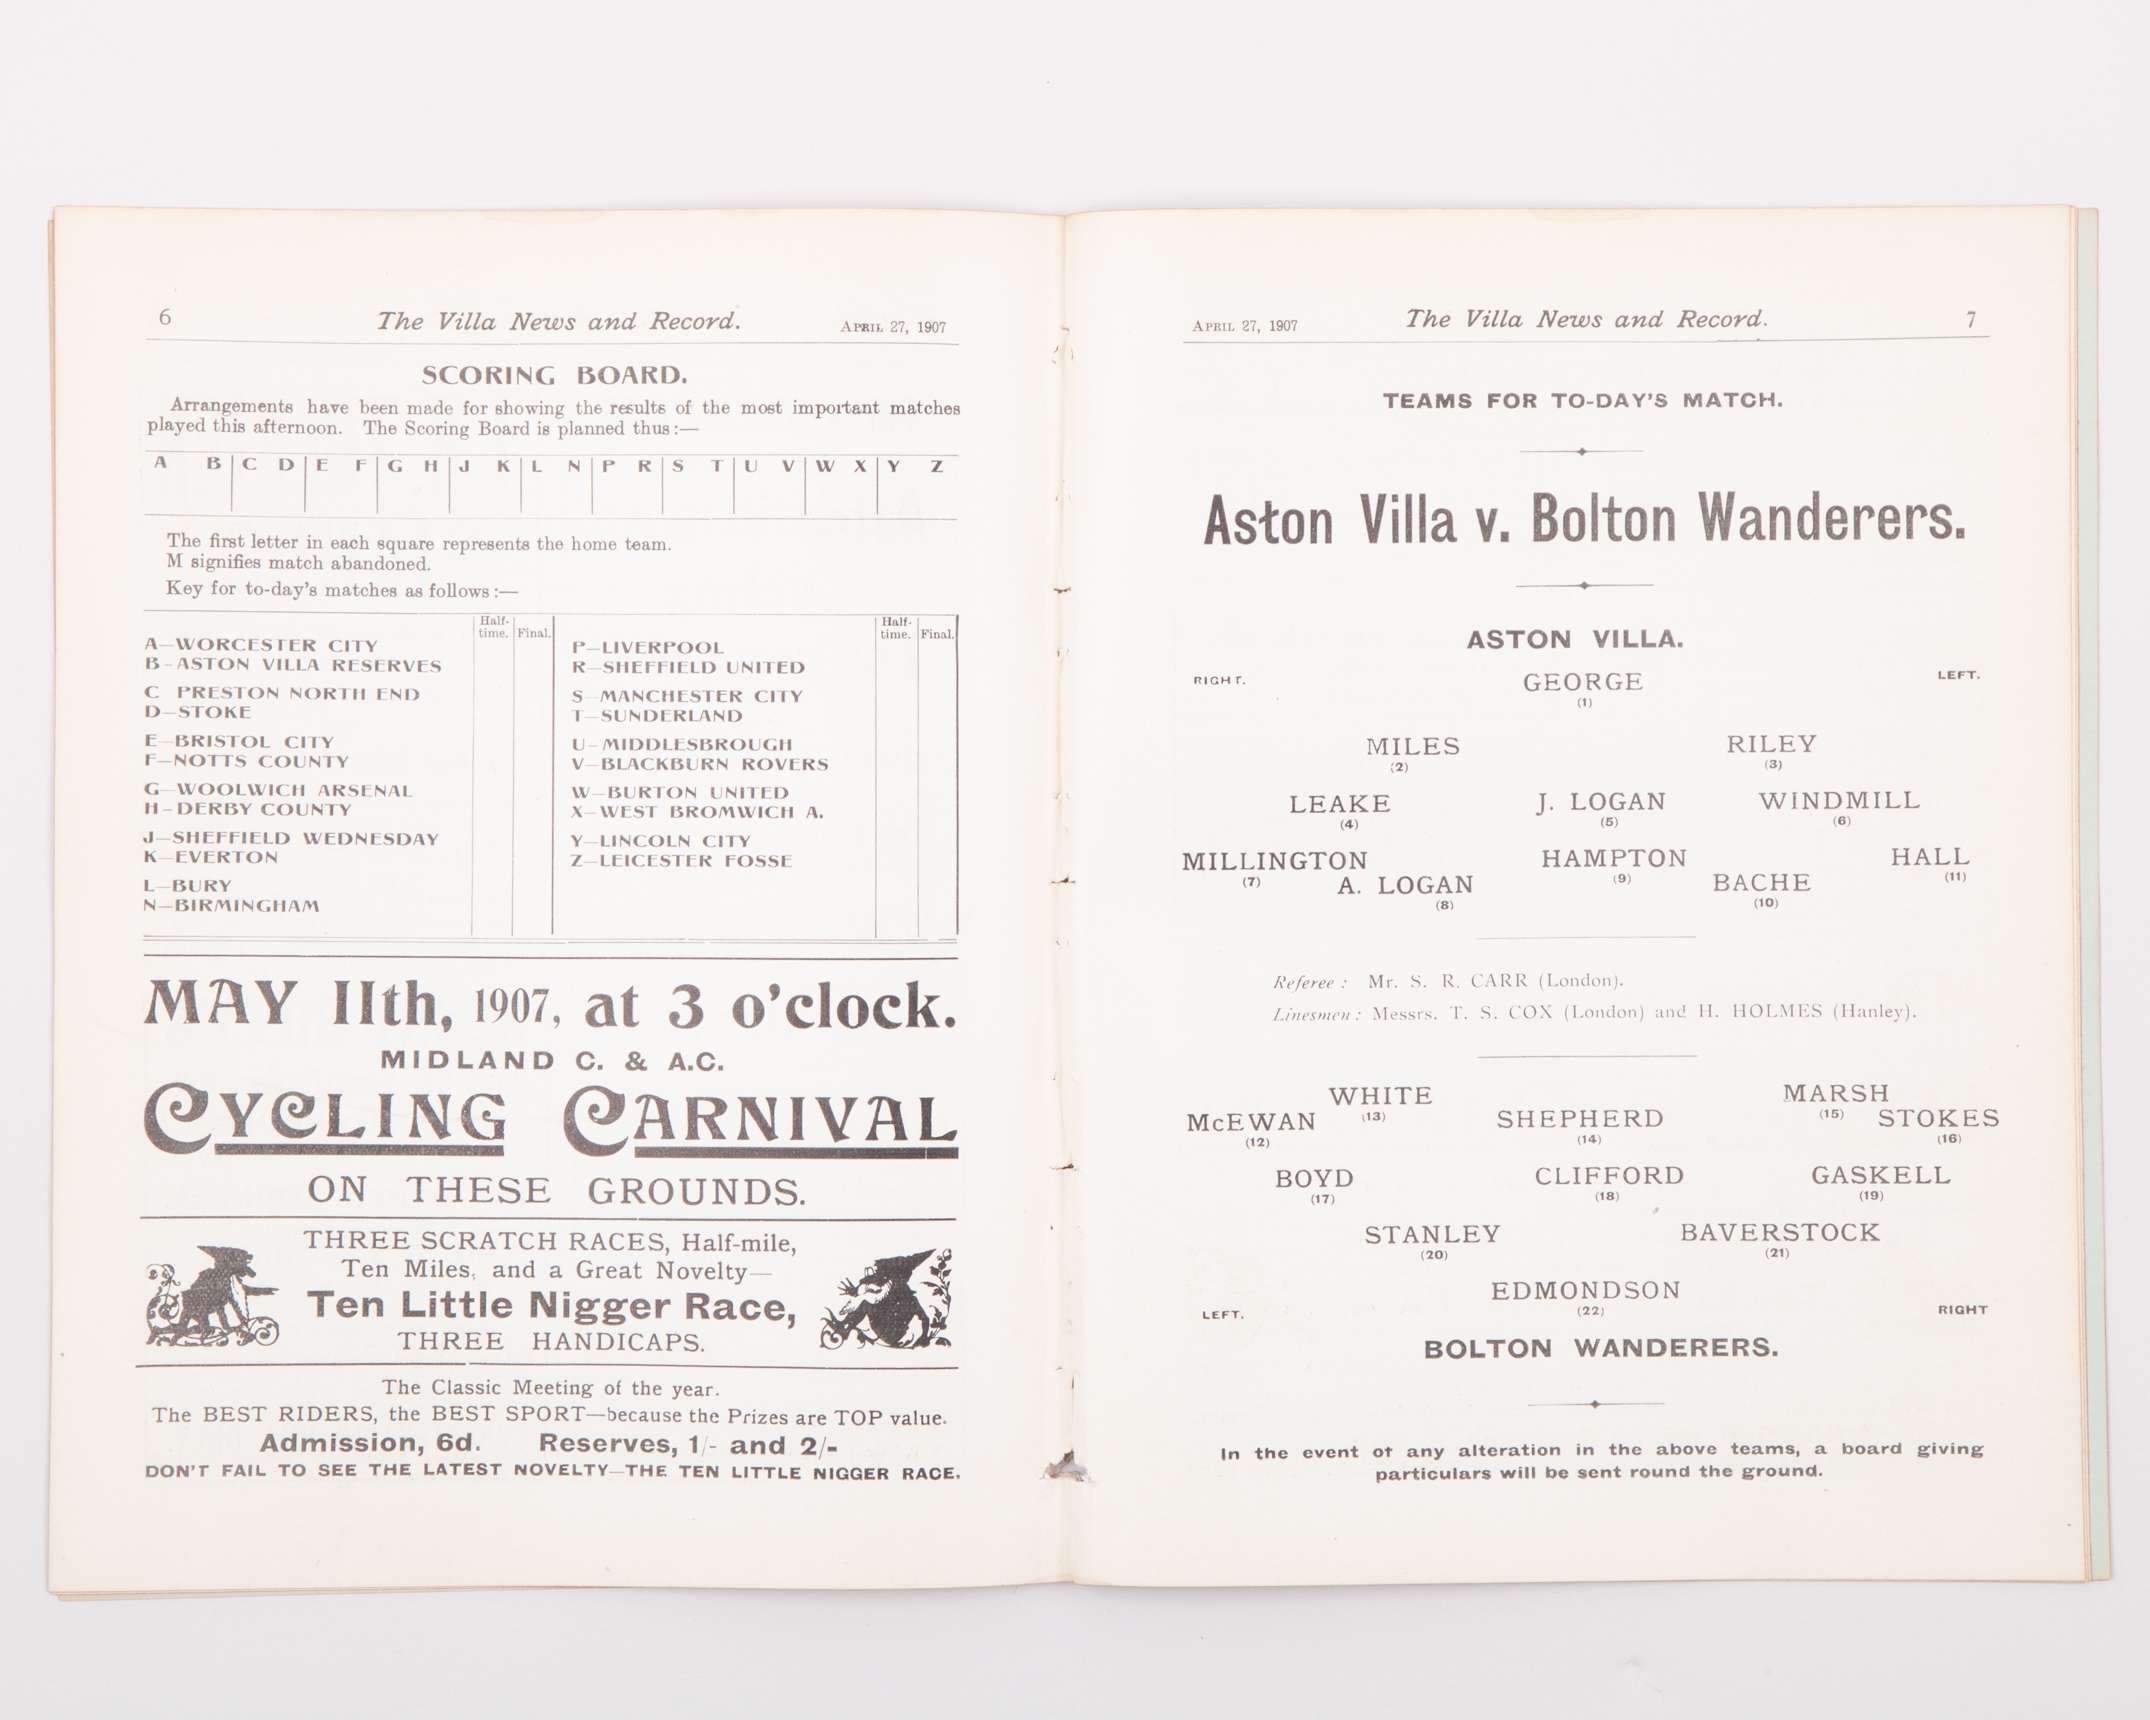 6 The Villa News and Record. APRIL 27, 1907
SCORING BOARD.
Arrangements have been made for showing the results of the most important matches
played this afternoon. The Scoring Board is planned thus:—
A B C D E F G H J K L N P R S T U V W X Y Z
The first letter in each square represents the home team.
M signifies match abandoned.
Key for to-day's matches as follows:—
Half-time. Final.
A—WORCESTER CITY
B-ASTON VILLA RESERVES
C PRESTON NORTH END
D—STOKE
E—BRISTOL CITY
F—NOTTS COUNTY
G—WOOLWICH ARSENAL
H-DERBY COUNTY
J—SHEFFIELD WEDNESDAY
K—EVERTON
L—BURY
N—BIRMINGHAM
Half-time. Final.
P—LIVERPOOL
R—SHEFFIELD UNITED
S—MANCHESTER CITY
T—SUNDERLAND
U—MIDDLESBROUGH
V—BLACKBURN ROVERS
W—BURTON UNITED
X—WEST BROMWICH A.
Y—LINCOLN CITY
Z—LEICESTER FOSSE
MAY 11th, 1907, at 3 o'clock.
MIDLAND C. & A.C.
CYCLING CARNIVAL
ON THESE GROUNDS.
THREE SCRATCH RACES, Half-mile,
Ten Miles, and a Great Novelty—
Ten Little Nigger Race,
THREE HANDICAPS.
The Classic Meeting of the year.
The BEST RIDERS, the BEST SPORT—because the Prizes are TOP value.
Admission, 6d. Reserves, 1/- and 2/-
DON'T FAIL TO SEE THE LATEST NOVELTY—THE TEN LITTLE NIGGER RACE.
APRIL 27, 1907 The Villa News and Record. 7
TEAMS FOR TO-DAY'S MATCH.
Aston Villa v. Bolton Wanderers.
ASTON VILLA.
RIGHT. LEFT.
GEORGE
(1)
MILES RILEY
(2) (3)
LEAKE J. LOGAN WINDMILL
(4) (5) (6)
MILLINGTON HAMPTON HALL
(7) (9) (11)
A. LOGAN BACHE
(8) (10)
Referee: Mr. S. R. CARR (London).
Linesmen: Messrs. T. S. COX (London) and H. HOLMES (Hanley).
WHITE MARSH
(13) (15)
McEWAN SHEPHERD STOKES
(12) (14) (16)
BOYD CLIFFORD GASKELL
(17) (18) (19)
STANLEY BAVERSTOCK
(20) (21)
EDMONDSON
(22)
LEFT. RIGHT
BOLTON WANDERERS.
In the event of any alteration in the above teams, a board giving
particulars will be sent round the ground.